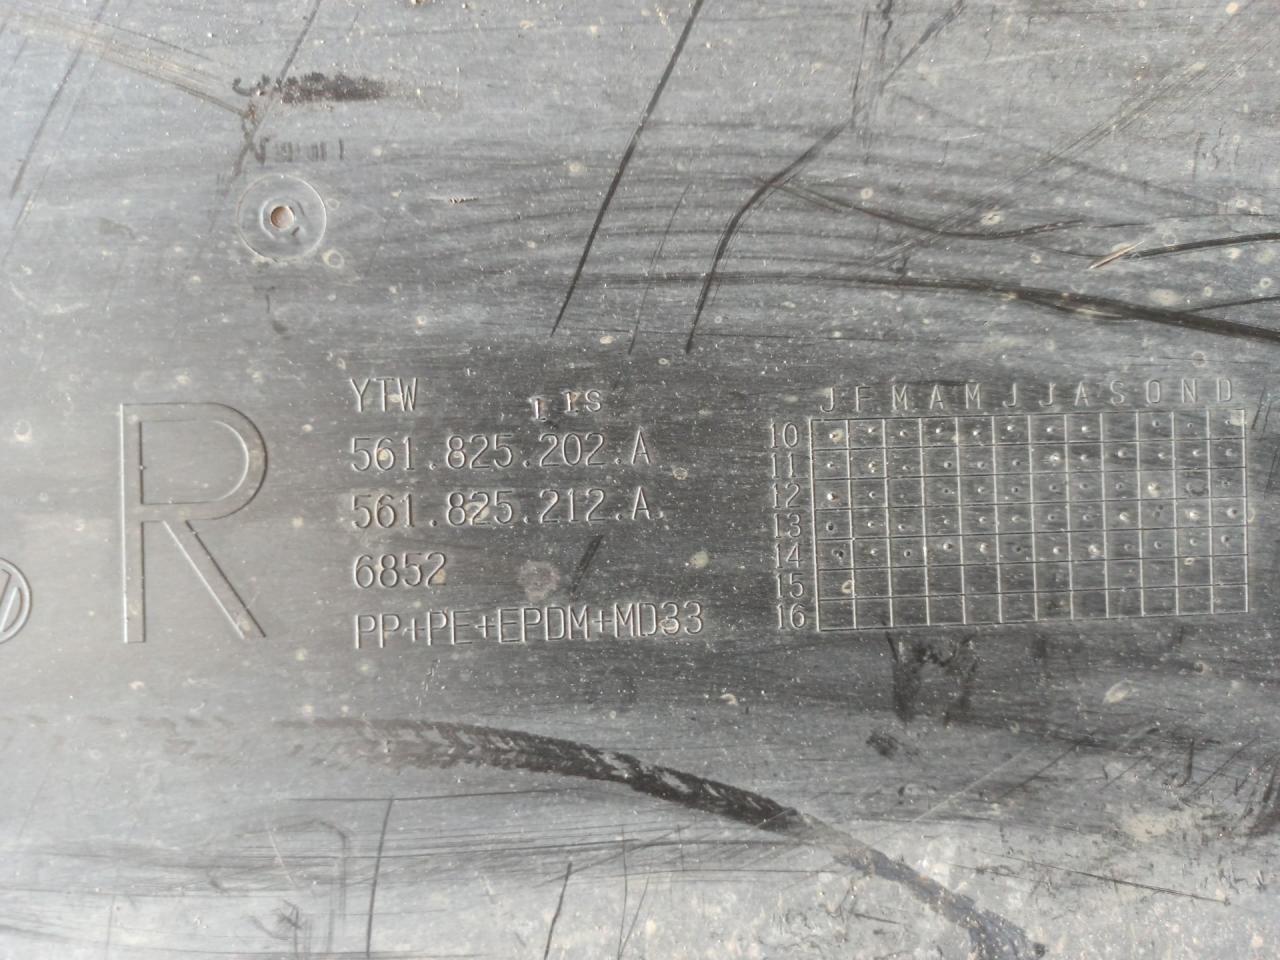 R
YTW
561.825.202.A
561.825.212.A
6852
PP+PE+EPDM+MD33
J F M A M J J A S O N D
10
11
12
13
14
15
16